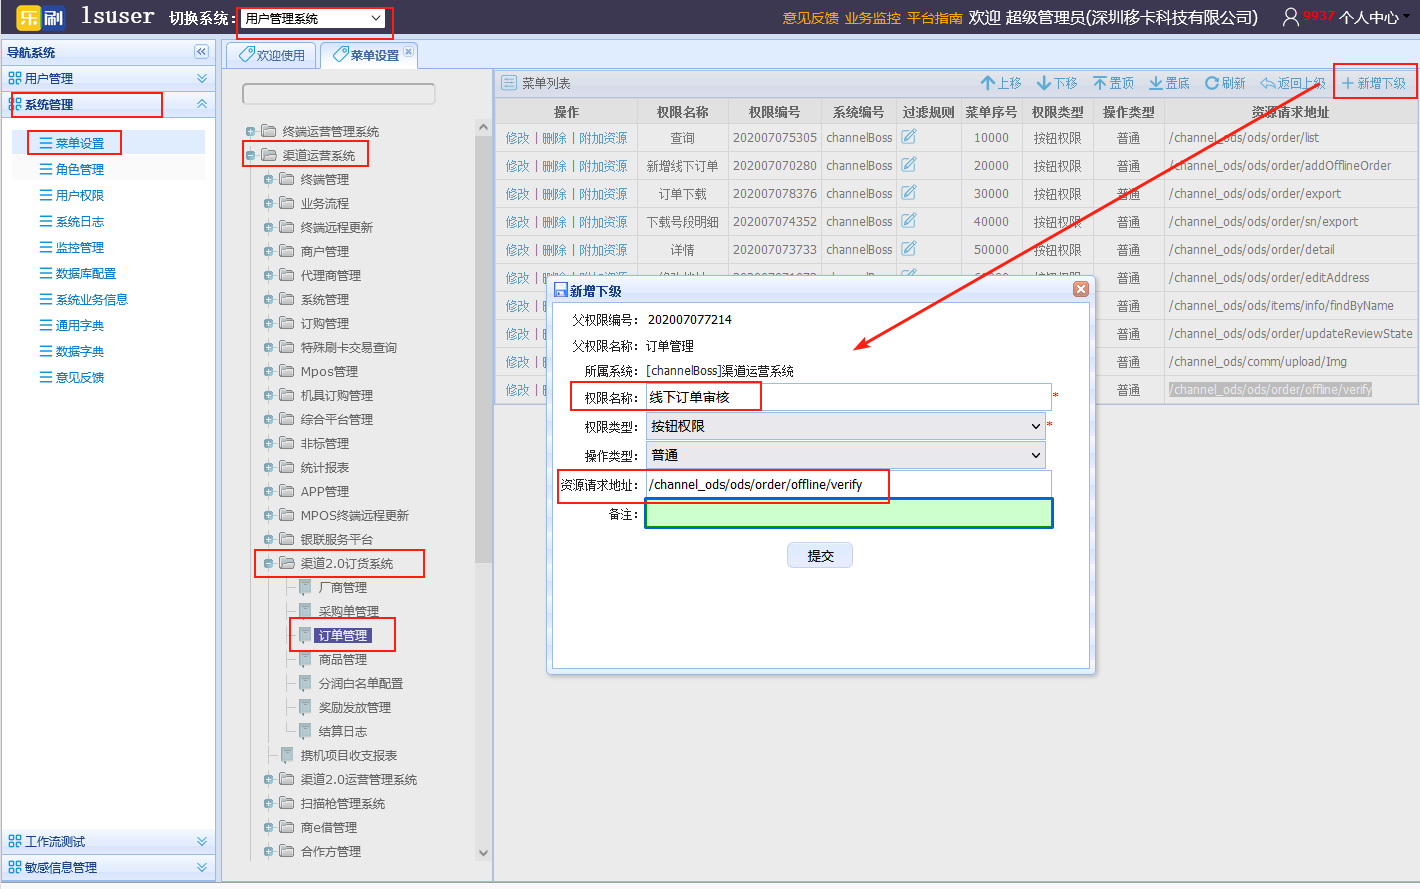 乐刷 lsuser 切换系统: 用户管理系统 意见反馈 业务监控 平台指南 欢迎 超级管理员(深圳移卡科技有限公司) 9937 个人中心
导航系统
用户管理
系统管理
菜单设置
角色管理
用户权限
系统日志
监控管理
数据库配置
系统业务信息
通用字典
数据字典
意见反馈
工作流测试
敏感信息管理
欢迎使用 菜单设置
终端运营管理系统
渠道运营系统
终端管理
业务流程
终端远程更新
商户管理
代理商管理
系统管理
订购管理
特殊刷卡交易查询
Mpos管理
机具订购管理
综合平台管理
非标管理
统计报表
APP管理
MPOS终端远程更新
银联服务平台
渠道2.0订货系统
厂商管理
采购单管理
订单管理
商品管理
分润白名单配置
奖励发放管理
结算日志
携机项目收支报表
渠道2.0运营管理系统
扫描枪管理系统
商e借管理
合作方管理
菜单列表 上移 下移 置顶 置底 刷新 返回上级 新增下级
操作 权限名称 权限编号 系统编号 过滤规则 菜单序号 权限类型 操作类型 资源请求地址
修改 | 删除 | 附加资源 查询 202007075305 channelBoss 10000 按钮权限 普通 /channel_ods/ods/order/list
修改 | 删除 | 附加资源 新增线下订单 202007070280 channelBoss 20000 按钮权限 普通 /channel_ods/ods/order/addOfflineOrder
修改 | 删除 | 附加资源 订单下载 202007078376 channelBoss 30000 按钮权限 普通 /channel_ods/ods/order/export
修改 | 删除 | 附加资源 下载号段明细 202007074352 channelBoss 40000 按钮权限 普通 /channel_ods/ods/order/sn/export
修改 | 删除 | 附加资源 详情 202007073733 channelBoss 50000 按钮权限 普通 /channel_ods/ods/order/detail
修改 | 删除 | 附加资源 channelBoss 按钮权限 普通 /channel_ods/ods/order/editAddress
修改 普通 /channel_ods/ods/items/info/findByName
修改 普通 /channel_ods/ods/order/updateReviewState
修改 普通 /channel_ods/ods/comm/upload/Img
修改 普通 /channel_ods/ods/order/offline/verify
新增下级
父权限编号: 202007077214
父权限名称: 订单管理
所属系统: [channelBoss]渠道运营系统
权限名称: 线下订单审核 *
权限类型: 按钮权限 *
操作类型: 普通
资源请求地址: /channel_ods/ods/order/offline/verify
备注:
提交